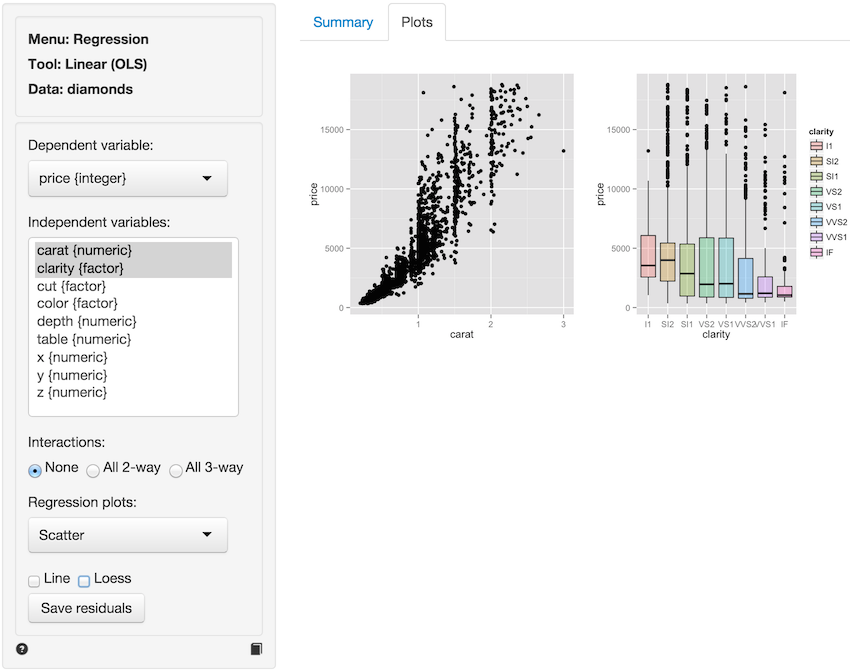 Menu: Regression
Tool: Linear (OLS)
Data: diamonds
Dependent variable:
price {integer}
Independent variables:
carat {numeric}
clarity {factor}
cut {factor}
color {factor}
depth {numeric}
table {numeric}
x {numeric}
y {numeric}
z {numeric}
Interactions:
None All 2-way All 3-way
Regression plots:
Scatter
Line Loess
Save residuals
?
Summary Plots
price
15000
10000
5000
0
1 2 3
carat
price
15000
10000
5000
0
I1 SI2 SI1 VS2 VS1 VVS2 VVS1 IF
clarity
clarity
I1
SI2
SI1
VS2
VS1
VVS2
VVS1
IF